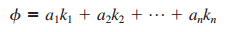 ϕ = a₁k₁ + a₂k₂ + ⋯ + aₙkₙ